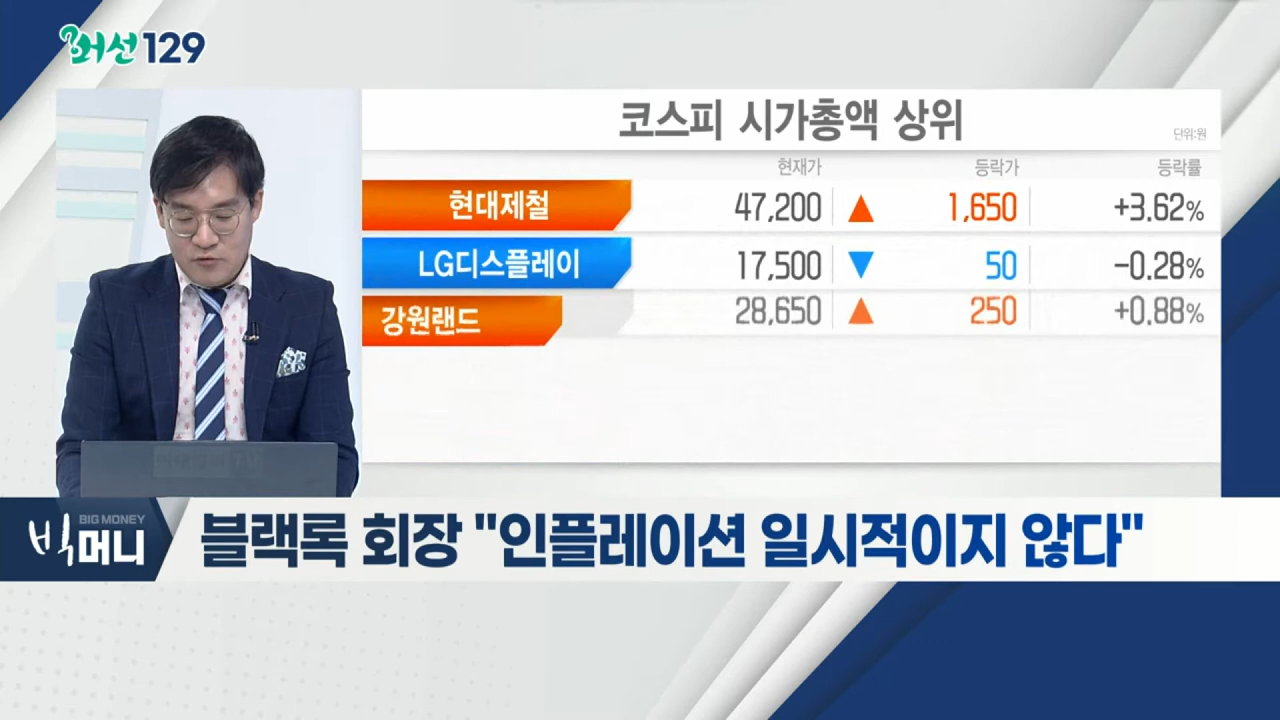 머선129
코스피 시가총액 상위
단위:원
현재가 등락가 등락률
현대제철 47,200 ▲ 1,650 +3.62%
LG디스플레이 17,500 ▼ 50 -0.28%
강원랜드 28,650 ▲ 250 +0.88%
BIG MONEY
빅머니
블랙록 회장 "인플레이션 일시적이지 않다"